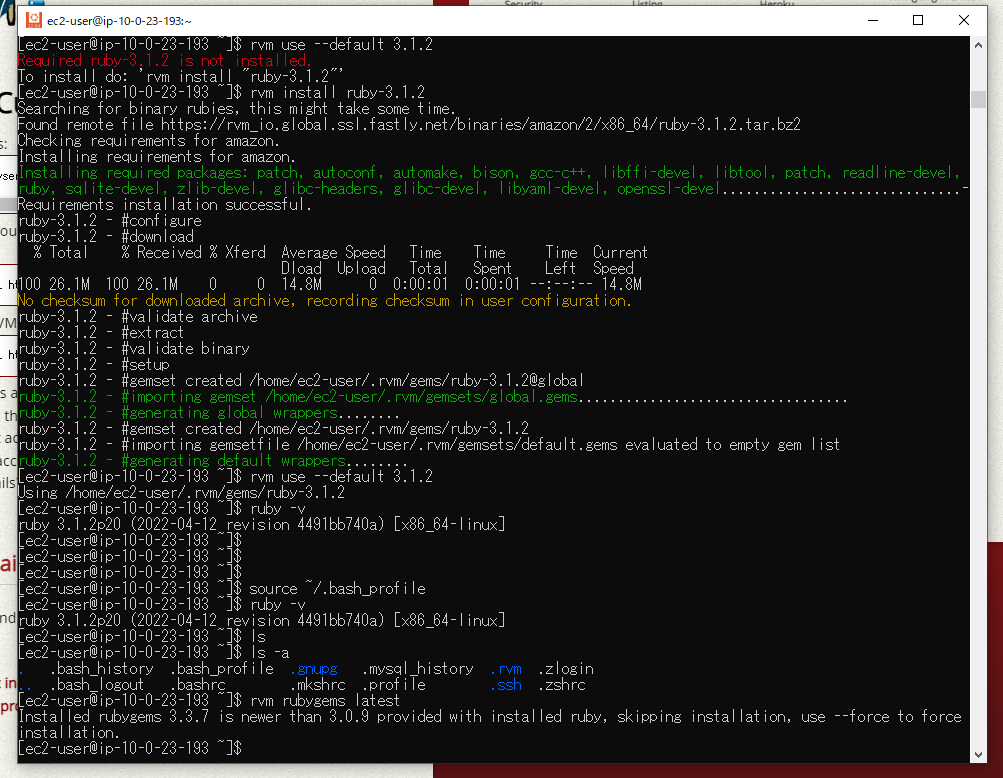 Security
Listing
Heroku
ec2-user@ip-10-0-23-193:~
[ec2-user@ip-10-0-23-193 ~]$ rvm use --default 3.1.2
Required ruby-3.1.2 is not installed.
To install do: 'rvm install "ruby-3.1.2"'
[ec2-user@ip-10-0-23-193 ~]$ rvm install ruby-3.1.2
Searching for binary rubies, this might take some time.
Found remote file https://rvm_io.global.ssl.fastly.net/binaries/amazon/2/x86_64/ruby-3.1.2.tar.bz2
Checking requirements for amazon.
Installing requirements for amazon.
Installing required packages: patch, autoconf, automake, bison, gcc-c++, libffi-devel, libtool, patch, readline-devel,
ruby, sqlite-devel, zlib-devel, glibc-headers, glibc-devel, libyaml-devel, openssl-devel..............................-
Requirements installation successful.
ruby-3.1.2 - #configure
ruby-3.1.2 - #download
% Total % Received % Xferd Average Speed Time Time Time Current
Dload Upload Total Spent Left Speed
100 26.1M 100 26.1M 0 0 14.8M 0 0:00:01 0:00:01 --:--:-- 14.8M
No checksum for downloaded archive, recording checksum in user configuration.
ruby-3.1.2 - #validate archive
ruby-3.1.2 - #extract
ruby-3.1.2 - #validate binary
ruby-3.1.2 - #setup
ruby-3.1.2 - #gemset created /home/ec2-user/.rvm/gems/ruby-3.1.2@global
ruby-3.1.2 - #importing gemset /home/ec2-user/.rvm/gemsets/global.gems..................................
ruby-3.1.2 - #generating global wrappers........
ruby-3.1.2 - #gemset created /home/ec2-user/.rvm/gems/ruby-3.1.2
ruby-3.1.2 - #importing gemsetfile /home/ec2-user/.rvm/gemsets/default.gems evaluated to empty gem list
ruby-3.1.2 - #generating default wrappers........
[ec2-user@ip-10-0-23-193 ~]$ rvm use --default 3.1.2
Using /home/ec2-user/.rvm/gems/ruby-3.1.2
[ec2-user@ip-10-0-23-193 ~]$ ruby -v
ruby 3.1.2p20 (2022-04-12 revision 4491bb740a) [x86_64-linux]
[ec2-user@ip-10-0-23-193 ~]$
[ec2-user@ip-10-0-23-193 ~]$
[ec2-user@ip-10-0-23-193 ~]$
[ec2-user@ip-10-0-23-193 ~]$ source ~/.bash_profile
[ec2-user@ip-10-0-23-193 ~]$ ruby -v
ruby 3.1.2p20 (2022-04-12 revision 4491bb740a) [x86_64-linux]
[ec2-user@ip-10-0-23-193 ~]$ ls
[ec2-user@ip-10-0-23-193 ~]$ ls -a
. .bash_history .bash_profile .gnupg .mysql_history .rvm .zlogin
.. .bash_logout .bashrc .mkshrc .profile .ssh .zshrc
[ec2-user@ip-10-0-23-193 ~]$ rvm rubygems latest
Installed rubygems 3.3.7 is newer than 3.0.9 provided with installed ruby, skipping installation, use --force to force
installation.
[ec2-user@ip-10-0-23-193 ~]$